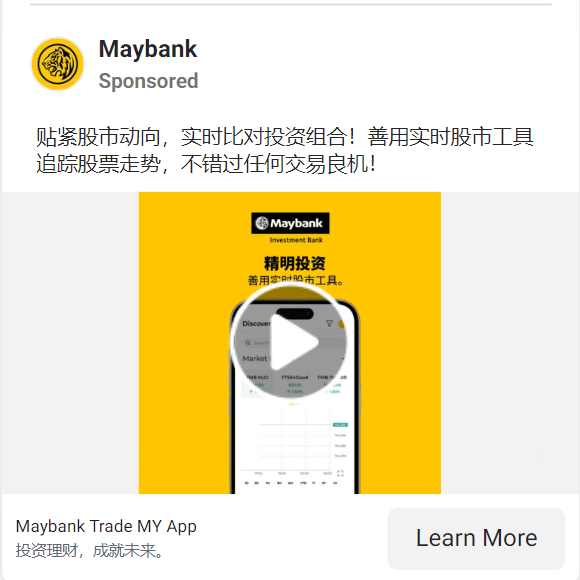 Maybank
Sponsored
贴紧股市动向，实时比对投资组合！善用实时股市工具
追踪股票走势，不错过任何交易良机！
Maybank
Investment Bank
精明投资
善用实时股市工具。
Discover
Search
Market
FTSE4Good
Maybank Trade MY App
投资理财，成就未来。
Learn More